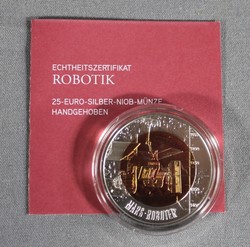 ECHTHEITSZERTIFIKAT
ROBOTIK
25-EURO-SILBER-NIOB-MÜNZE
HANDGEHOBEN
MARS-ROBOTER